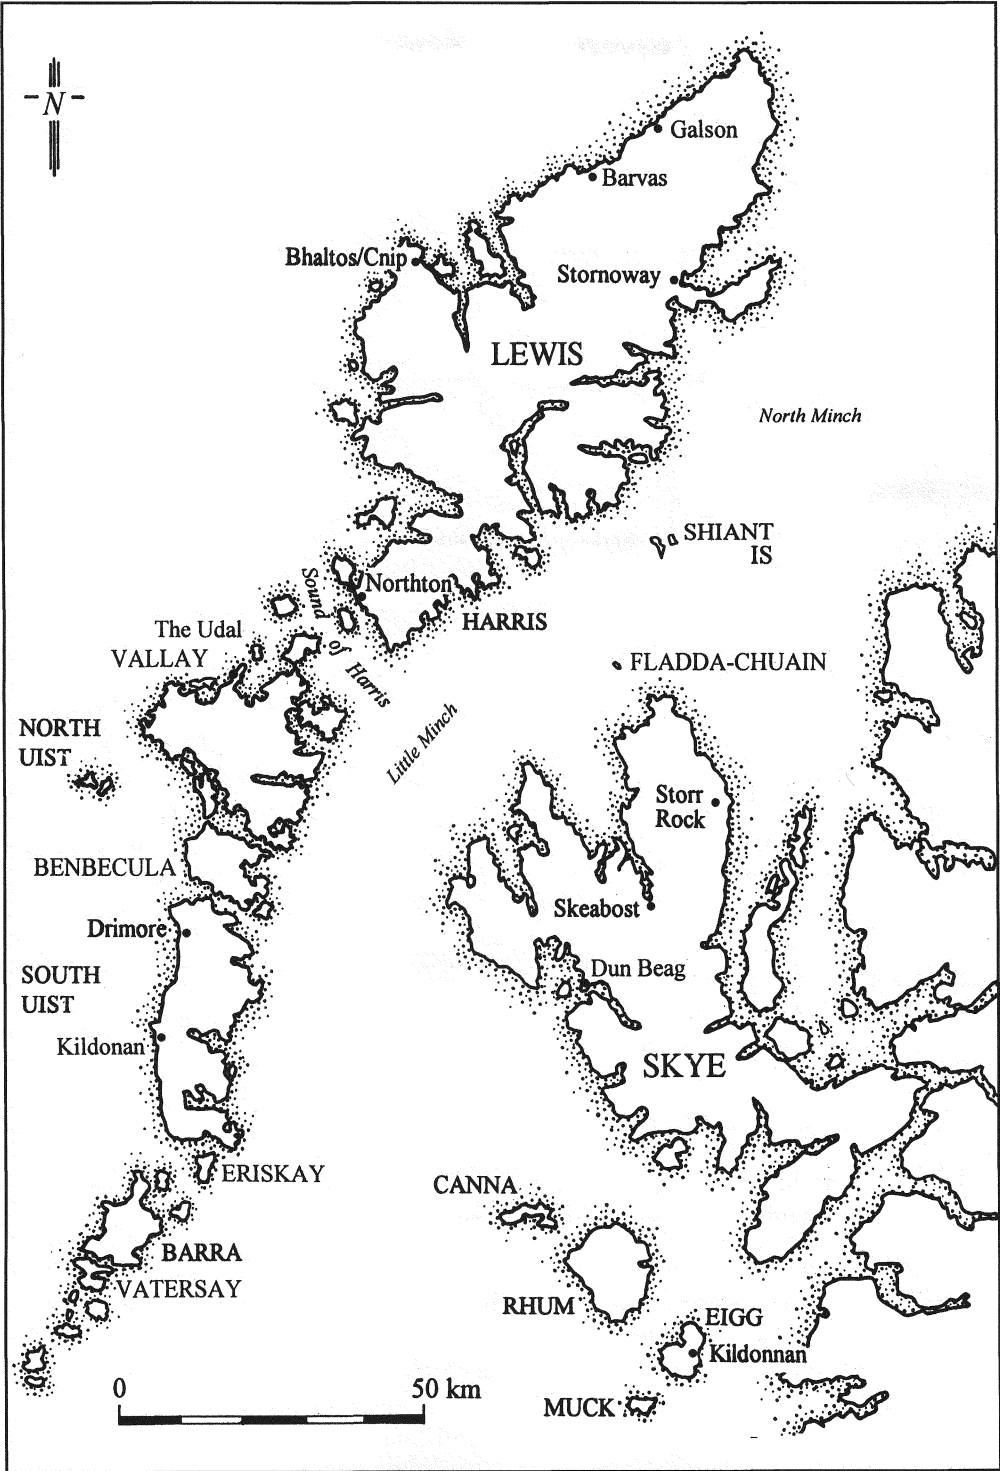 N
Galson
Barvas
Bhaltos/Cnip
Stornoway
LEWIS
North Minch
SHIANT
IS
Northton
Sound of Harris
HARRIS
The Udal
VALLAY
FLADDA-CHUAIN
NORTH
UIST
Little Minch
Storr
Rock
BENBECULA
Skeabost
Drimore
Dun Beag
SOUTH
UIST
Kildonan
SKYE
ERISKAY
CANNA
BARRA
VATERSAY
RHUM
EIGG
Kildonnan
0 50 km
MUCK